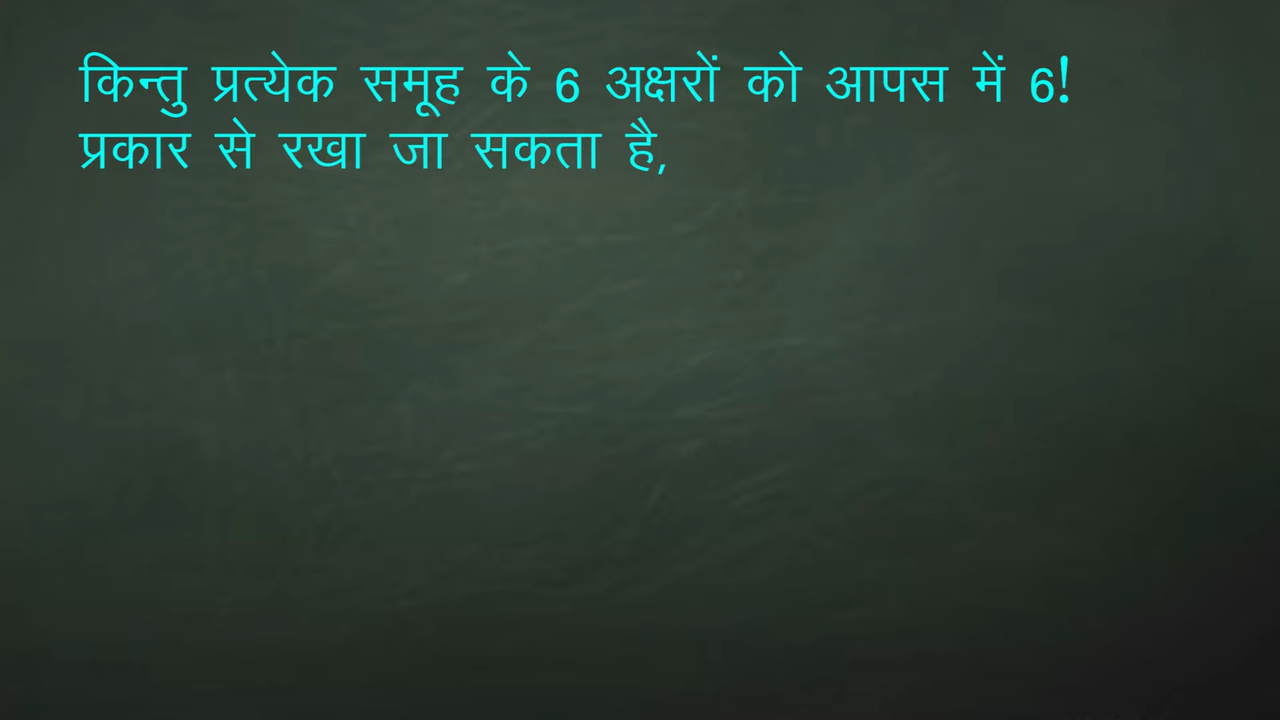 किन्तु प्रत्येक समूह के 6 अक्षरों को आपस में 6!
प्रकार से रखा जा सकता है,